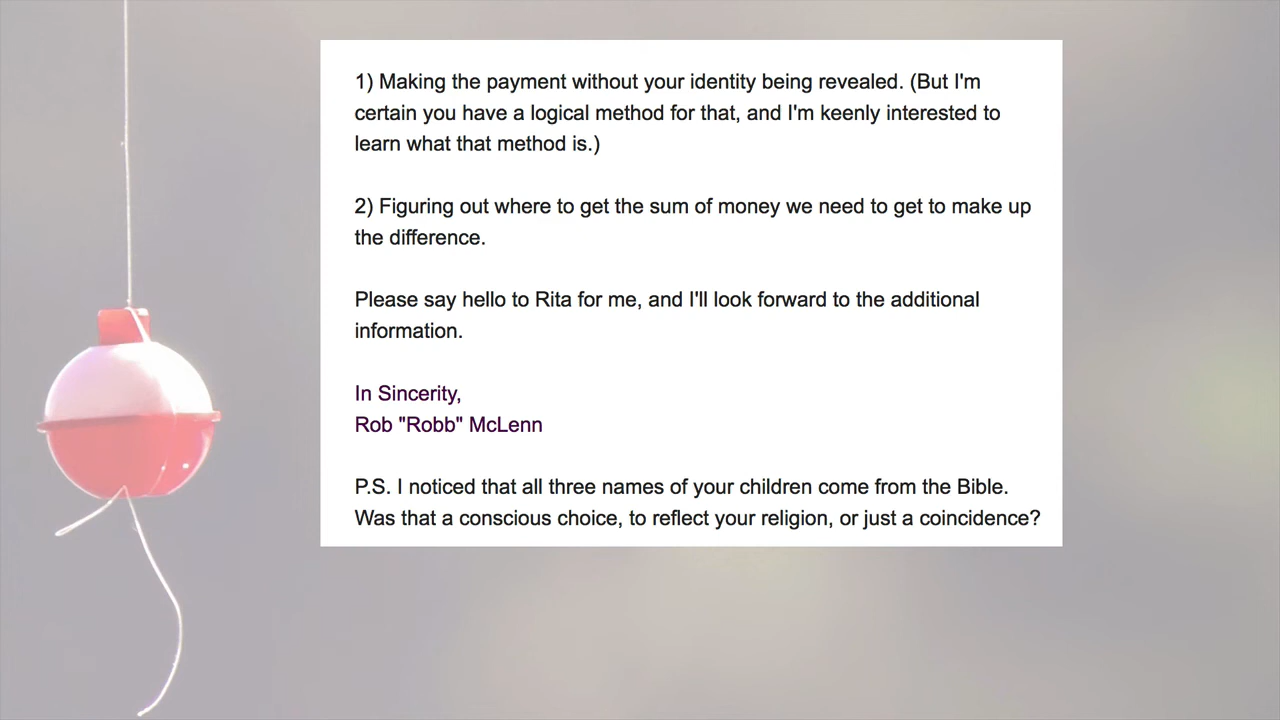 1) Making the payment without your identity being revealed. (But I'm
certain you have a logical method for that, and I'm keenly interested to
learn what that method is.)
2) Figuring out where to get the sum of money we need to get to make up
the difference.
Please say hello to Rita for me, and I'll look forward to the additional
information.
In Sincerity,
Rob "Robb" McLenn
P.S. I noticed that all three names of your children come from the Bible.
Was that a conscious choice, to reflect your religion, or just a coincidence?